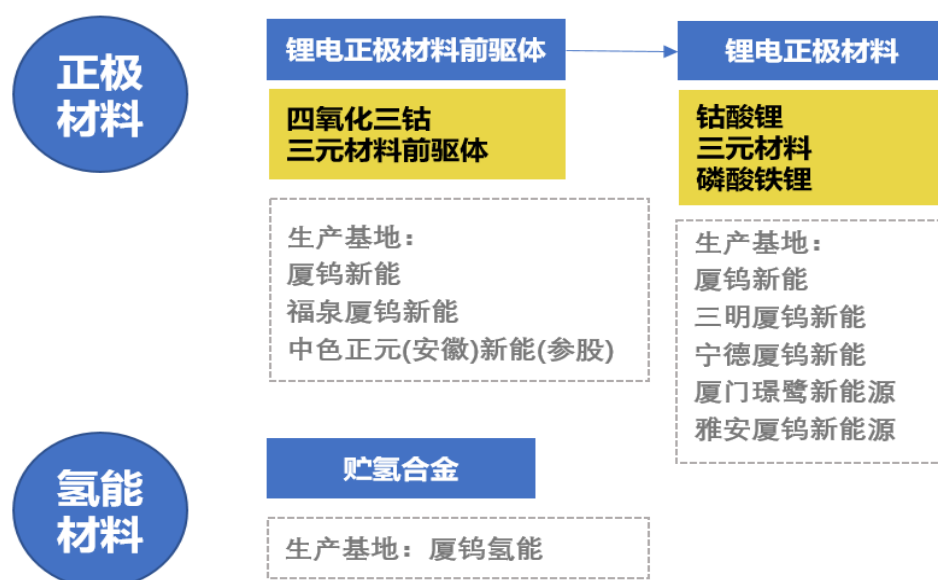 正极
材料
锂电正极材料前驱体
四氧化三钴
三元材料前驱体
生产基地：
厦钨新能
福泉厦钨新能
中色正元(安徽)新能(参股)
锂电正极材料
钴酸锂
三元材料
磷酸铁锂
生产基地：
厦钨新能
三明厦钨新能
宁德厦钨新能
厦门璟鹭新能源
雅安厦钨新能源
氢能
材料
贮氢合金
生产基地：厦钨氢能